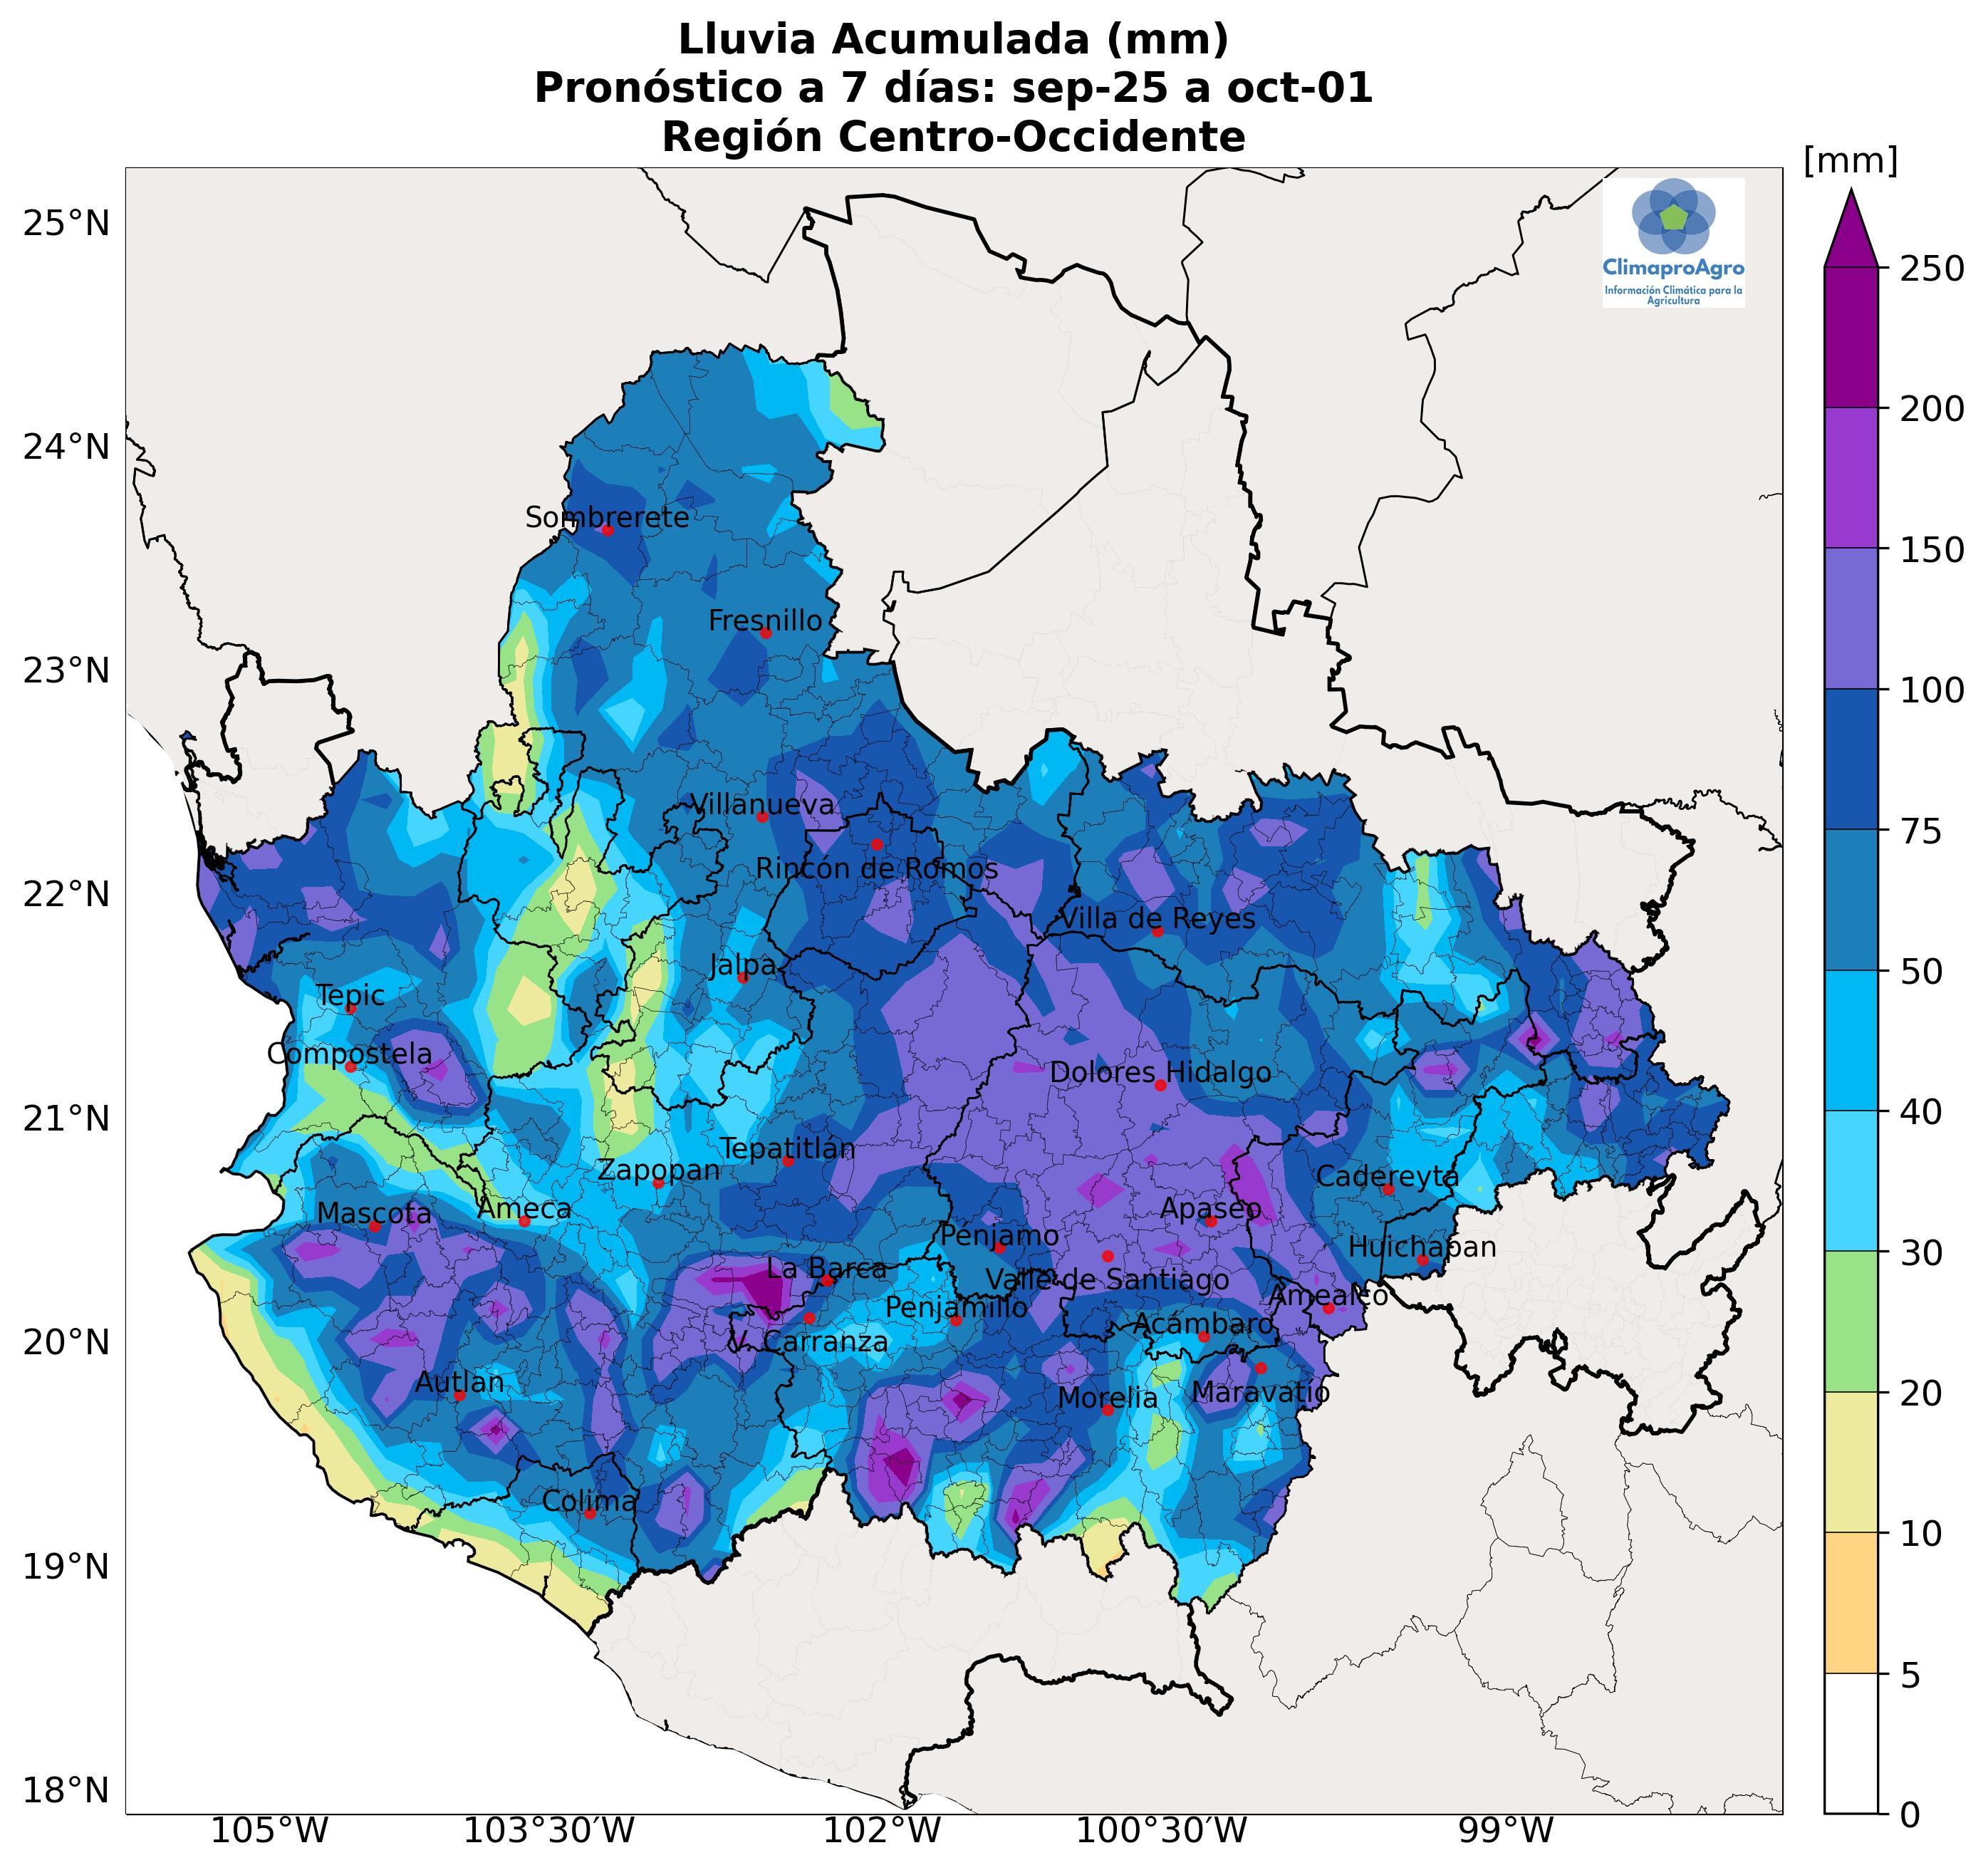 Lluvia Acumulada (mm)
Pronóstico a 7 días: sep-25 a oct-01
Región Centro-Occidente
[mm]
ClimaproAgro
Información Climática para la
Agricultura
25°N
24°N
23°N
22°N
21°N
20°N
19°N
18°N
Sombrerete
Fresnillo
Villanueva
Rincón de Romos
Villa de Reyes
Jalpa
Tepic
Compostela
Dolores Hidalgo
Tepatitlán
Zapopan
Cadereyta
Ameca
Mascota
Apaseo
Pénjamo
Huichapan
La Barca
Valle de Santiago
Amealco
Penjamillo
Acámbaro
V. Carranza
Autlan
Morelia
Maravatío
Colima
105°W
103°30'W
102°W
100°30'W
99°W
250
200
150
100
75
50
40
30
20
10
5
0